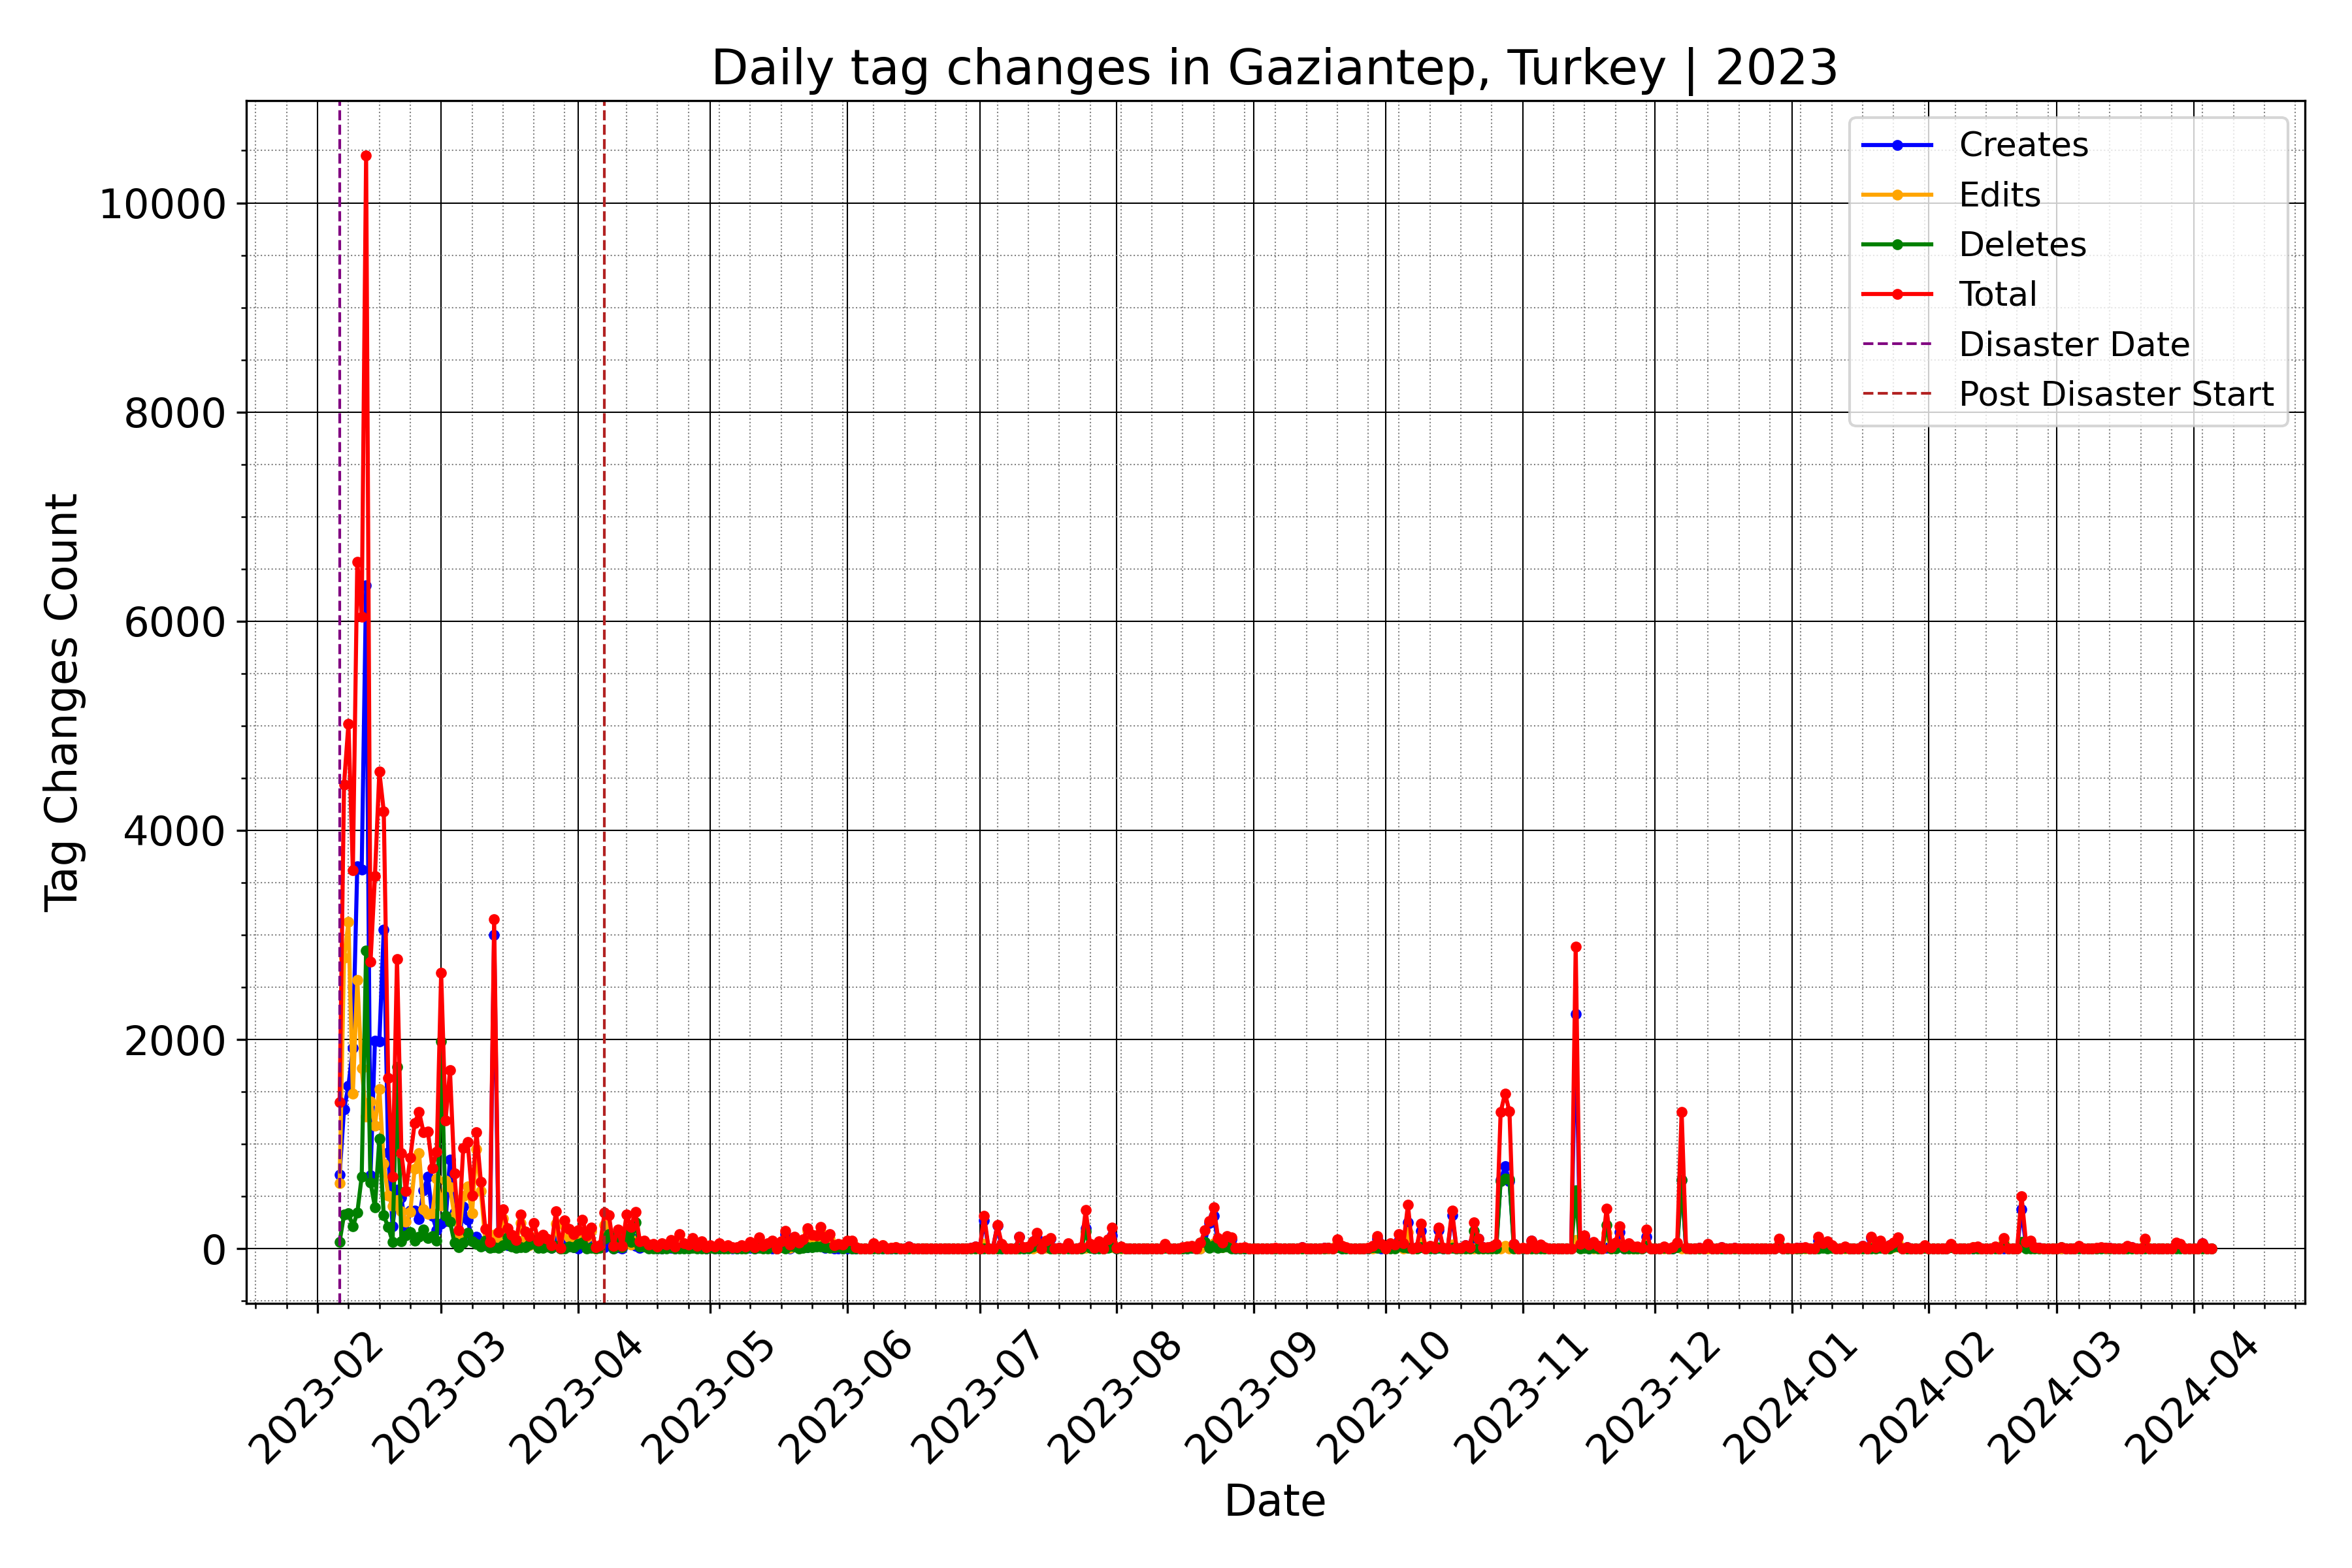 Daily tag changes in Gaziantep, Turkey | 2023
Creates
Edits
Deletes
Total
Disaster Date
Post Disaster Start
Tag Changes Count
10000
8000
6000
4000
2000
0
2023-02
2023-03
2023-04
2023-05
2023-06
2023-07
2023-08
2023-09
2023-10
2023-11
2023-12
2024-01
2024-02
2024-03
2024-04
Date